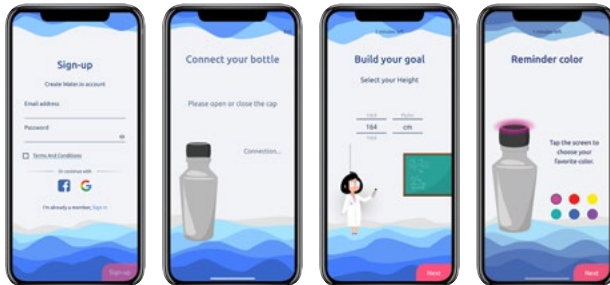 Sign-up
Create Water.io account
Email address
Password
Terms And Conditions
Or continue with
I'm already a member, Sign in
Sign-up
Connect your bottle
Please open or close the cap
Connection...
Build your goal
Select your Height
164 cm
Next
Reminder color
Tap the screen to
choose your
favorite color.
Next